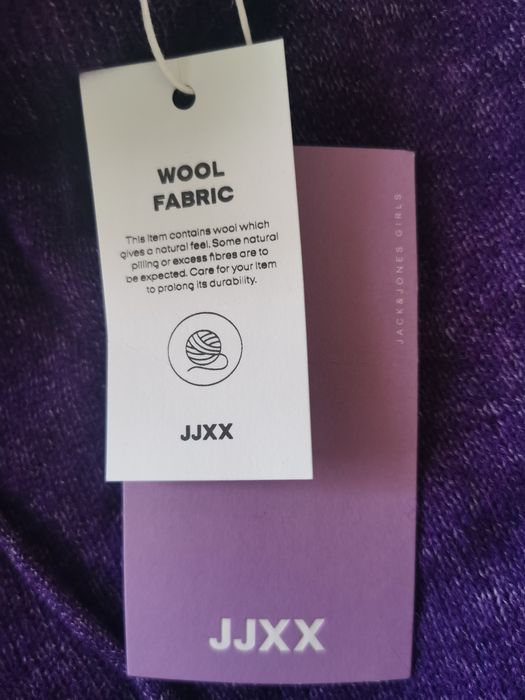 WOOL
FABRIC
This item contains wool which
gives a natural feel. Some natural
pilling or excess fibres are to
be expected. Care for your item
to prolong its durability.
JJXX
JACK&JONES GIRLS
JJXX